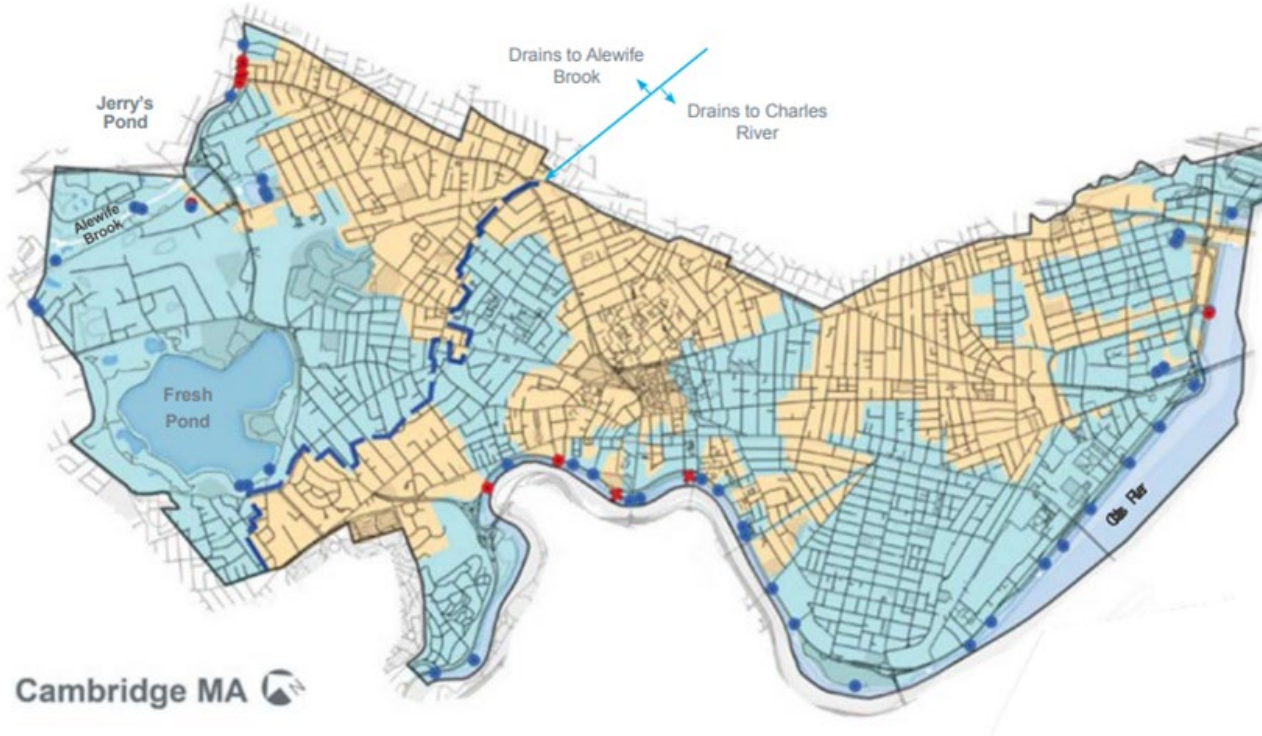 Drains to Alewife
Brook
Drains to Charles
River
Jerry's
Pond
Alewife
Brook
Fresh
Pond
Cambridge MA
N